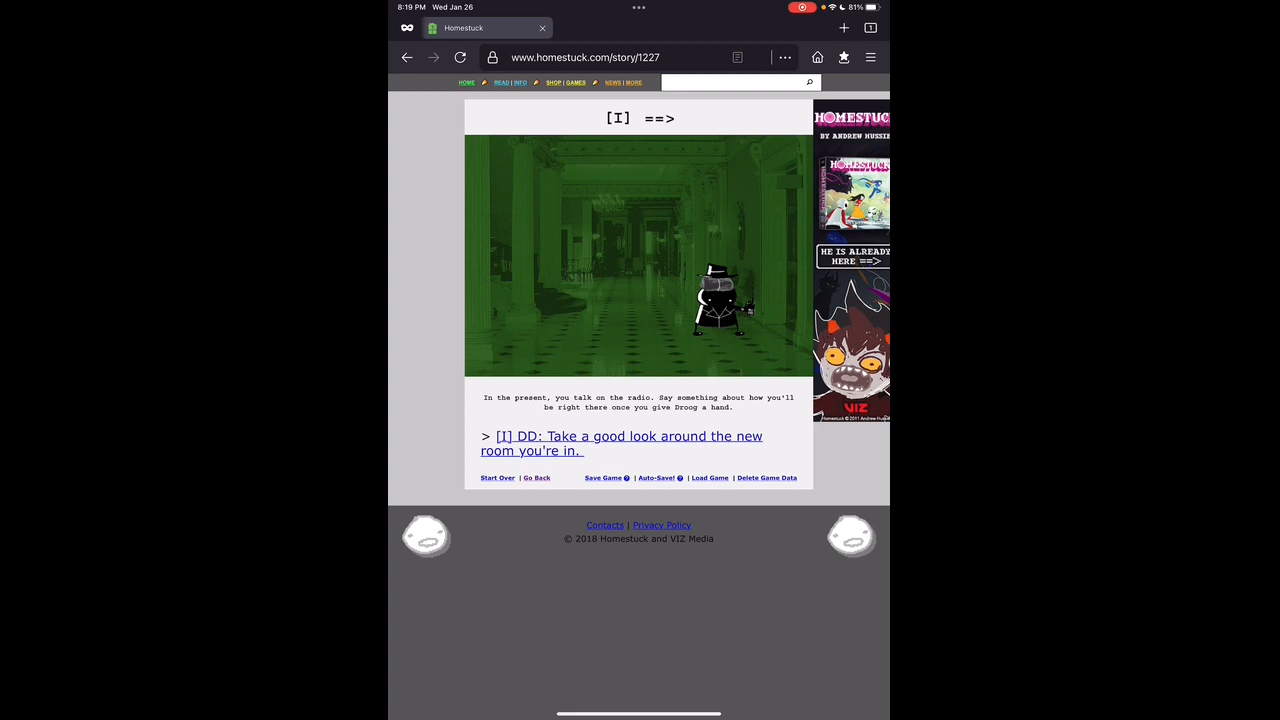 8:19 PM Wed Jan 26
81%
Homestuck
1
www.homestuck.com/story/1227
HOME READ | INFO SHOP | GAMES NEWS | MORE
[I] ==>
HOMESTUC
BY ANDREW HUSSIE
HOMESTUCK
HE IS ALREADY
HERE ==>
VIZ
In the present, you talk on the radio. Say something about how you'll
be right there once you give Droog a hand.
> [I] DD: Take a good look around the new
room you're in.
Start Over | Go Back Save Game ? | Auto-Save! ? | Load Game | Delete Game Data
Contacts | Privacy Policy
© 2018 Homestuck and VIZ Media